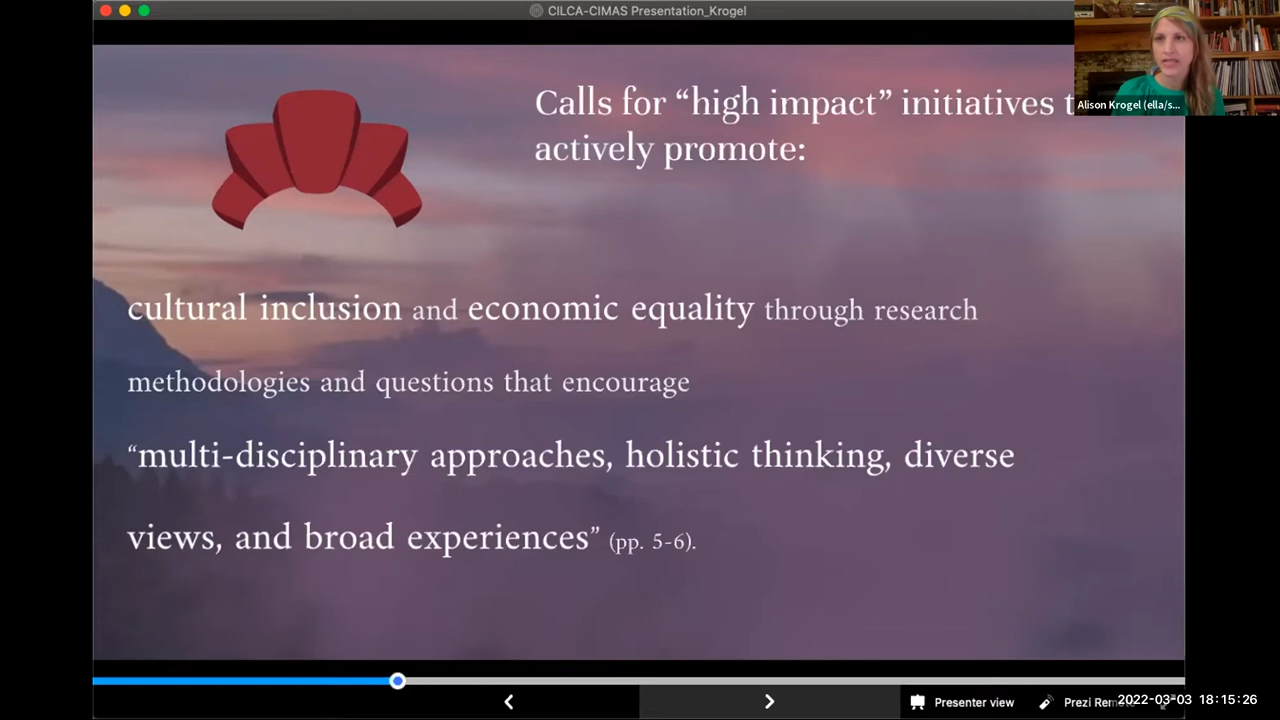 CILCA-CIMAS Presentation_Krogel
Calls for “high impact” initiatives
actively promote:
Alison Krogel (ella/s...
cultural inclusion and economic equality through research
methodologies and questions that encourage
“multi-disciplinary approaches, holistic thinking, diverse
views, and broad experiences” (pp. 5-6).
Presenter view
Prezi
2022-03-03 18:15:26